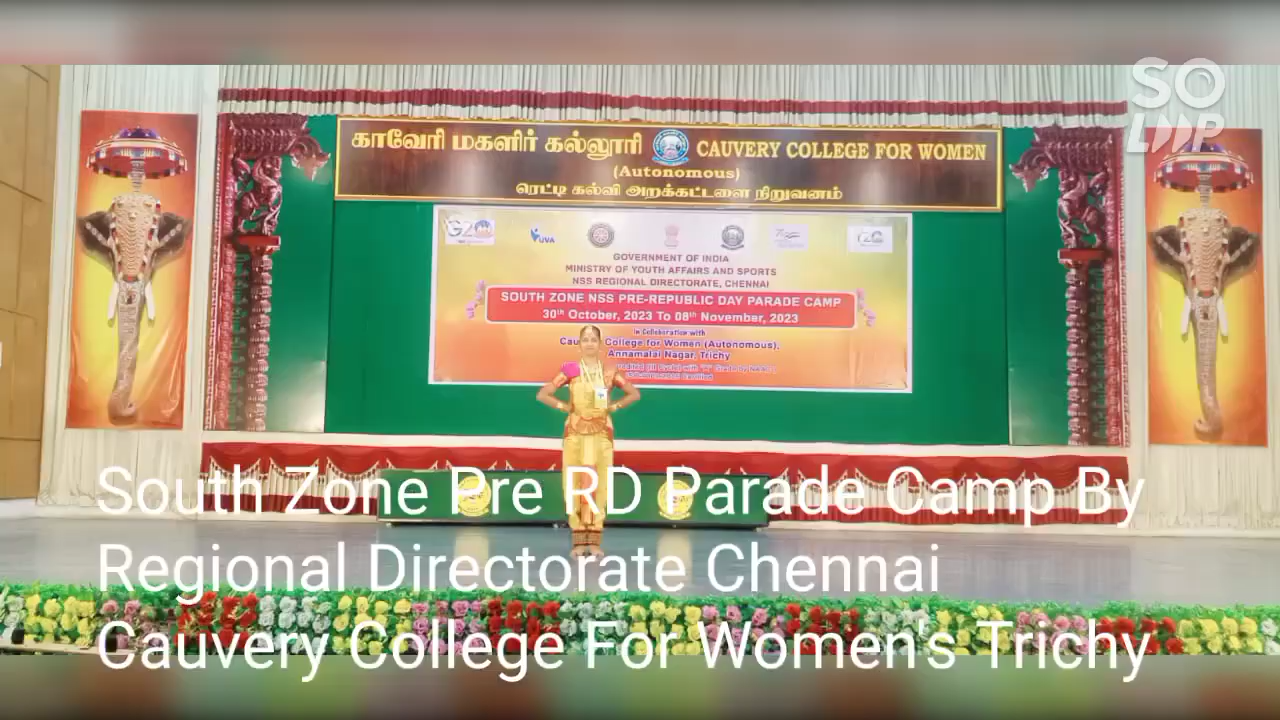 SO
LOOP
காவேரி மகளிர் கல்லூரி CAUVERY COLLEGE FOR WOMEN
(Autonomous)
ரெட்டி கல்வி அறக்கட்டளை நிறுவனம்
G20
YUVA
GOVERNMENT OF INDIA
MINISTRY OF YOUTH AFFAIRS AND SPORTS
NSS REGIONAL DIRECTORATE, CHENNAI
SOUTH ZONE NSS PRE-REPUBLIC DAY PARADE CAMP
30th October, 2023 To 08th November, 2023
In Collaboration with
College for Women (Autonomous),
Annamalai Nagar, Trichy
South Zone Pre RD Parade Camp By
Regional Directorate Chennai
Cauvery College For Women's Trichy